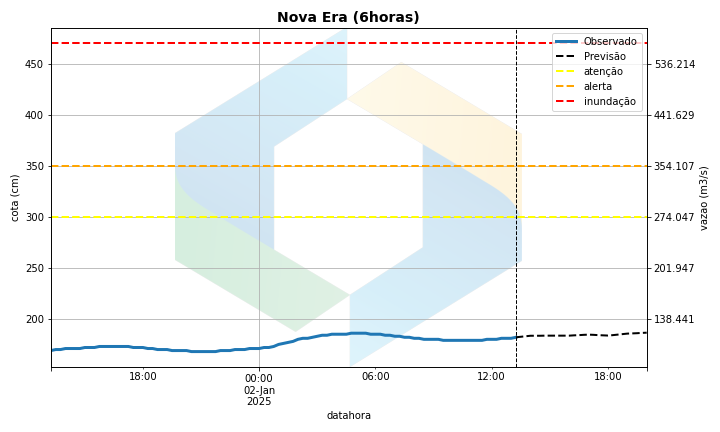 Nova Era (6horas)
Observado
Previsão
atenção
alerta
inundação
cota (cm)
450
400
350
300
250
200
536.214
441.629
354.107
274.047
201.947
138.441
vazao (m3/s)
18:00
00:00
02-Jan
2025
06:00
12:00
18:00
datahora